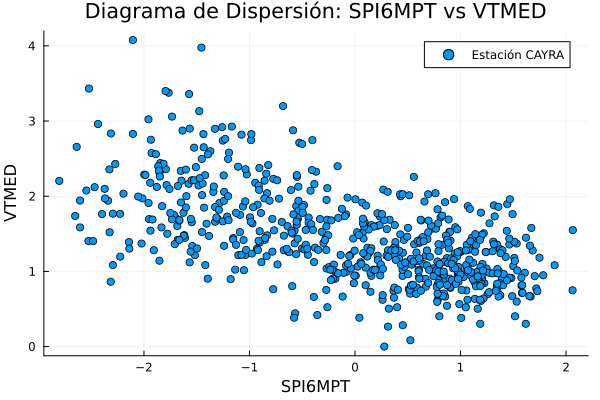 Diagrama de Dispersión: SPI6MPT vs VTMED
Estación CAYRA
VTMED
4
3
2
1
0
−2
−1
0
1
2
SPI6MPT